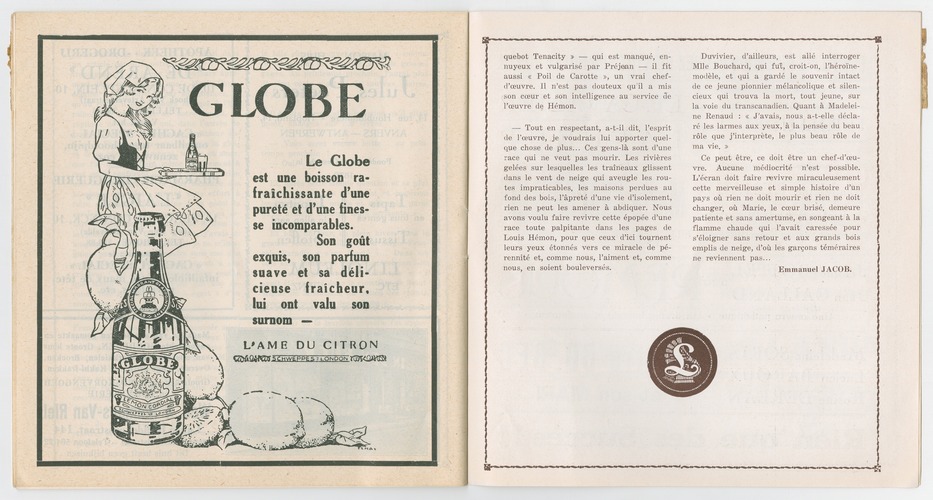 GLOBE
Le Globe
est une boisson ra-
fraîchissante d'une
pureté et d'une fines-
se incomparables.
Son goût
exquis, son parfum
suave et sa déli-
cieuse fraîcheur,
lui ont valu son
surnom —
L'AME DU CITRON
SCHWEPPES LONDON
GLOBE
LEMON CORDIAL
quebot Tenacity » — qui est manqué, en-
nuyeux et vulgarisé par Préjean — il fit
aussi « Poil de Carotte », un vrai chef-
d'œuvre. Il n'est pas douteux qu'il a mis
son cœur et son intelligence au service de
l'œuvre de Hémon.
— Tout en respectant, a-t-il dit, l'esprit
de l'œuvre, je voudrais lui apporter quel-
que chose de plus... Ces gens-là sont d'une
race qui ne veut pas mourir. Les rivières
gelées sur lesquelles les traîneaux glissent
dans le vent de neige qui aveugle les rou-
tes impraticables, les maisons perdues au
fond des bois, l'âpreté d'une vie d'isolement,
rien ne peut les amener à abdiquer. Nous
avons voulu faire revivre cette épopée d'une
race toute palpitante dans les pages de
Louis Hémon, pour que ceux d'ici tournent
leurs yeux étonnés vers ce miracle de pé-
rennité et, comme nous, l'aiment et, comme
nous, en soient bouleversés.
Duvivier, d'ailleurs, est allé interroger
Mlle Bouchard, qui fut, croit-on, l'héroïne-
modèle, et qui a gardé le souvenir intact
de ce jeune pionnier mélancolique et silen-
cieux qui trouva la mort, tout jeune, sur
la voie du transcanadien. Quant à Madelei-
ne Renaud : « J'avais, nous a-t-elle décla-
ré les larmes aux yeux, à la pensée du beau
rôle que j'interprète, le plus beau rôle de
ma vie. »
Ce peut être, ce doit être un chef-d'œu-
vre. Aucune médiocrité n'est possible.
L'écran doit faire revivre miraculeusement
cette merveilleuse et simple histoire d'un
pays où rien ne doit mourir et rien ne doit
changer, où Marie, le cœur brisé, demeure
patiente et sans amertume, en songeant à la
flamme chaude qui l'avait caressée pour
s'éloigner sans retour et aux grands bois
emplis de neige, d'où les garçons téméraires
ne reviennent pas...
Emmanuel JACOB.
L